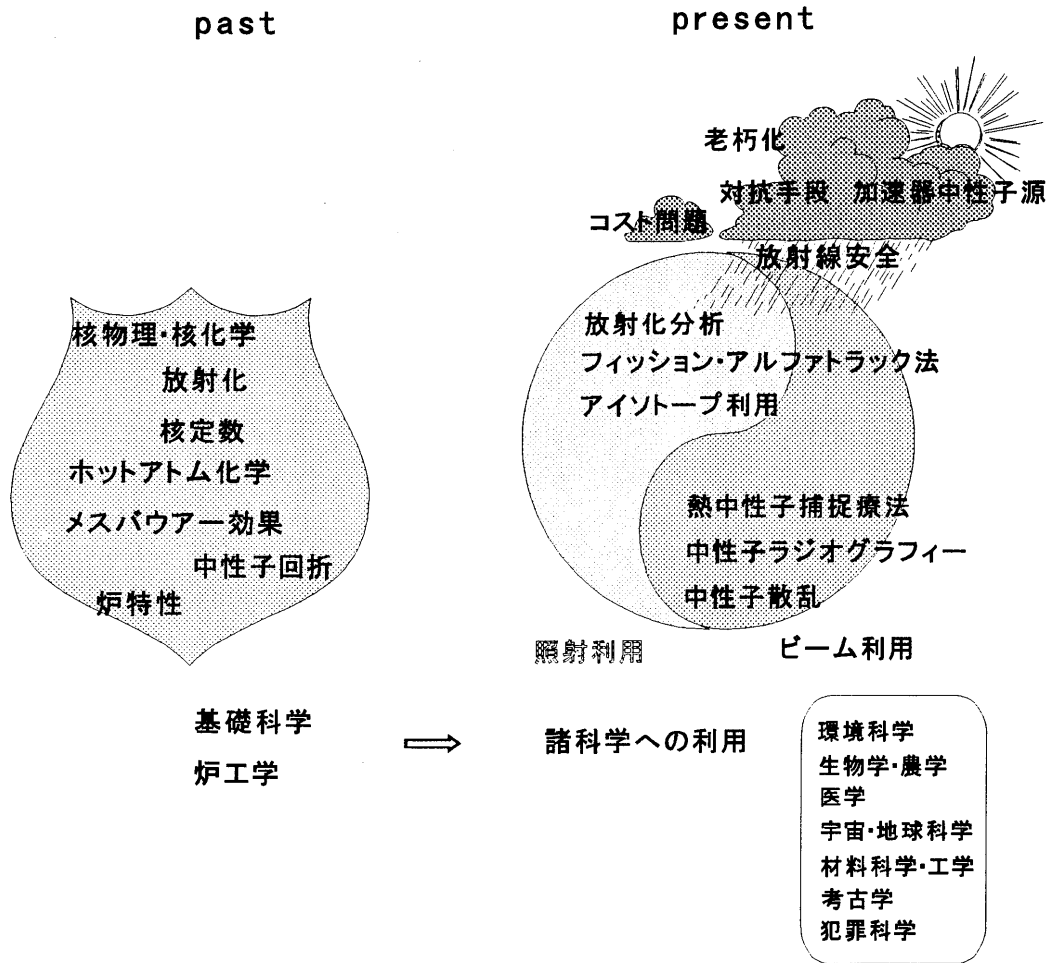 past
核物理・核化学
放射化
核定数
ホットアトム化学
メスバウアー効果
中性子回折
炉特性
基礎科学
炉工学
present
老朽化
対抗手段 加速器中性子源
コスト問題
放射線安全
放射化分析
フィッション・アルファトラック法
アイソトープ利用
熱中性子捕捉療法
中性子ラジオグラフィー
中性子散乱
照射利用
ビーム利用
諸科学への利用
環境科学
生物学・農学
医学
宇宙・地球科学
材料科学・工学
考古学
犯罪科学